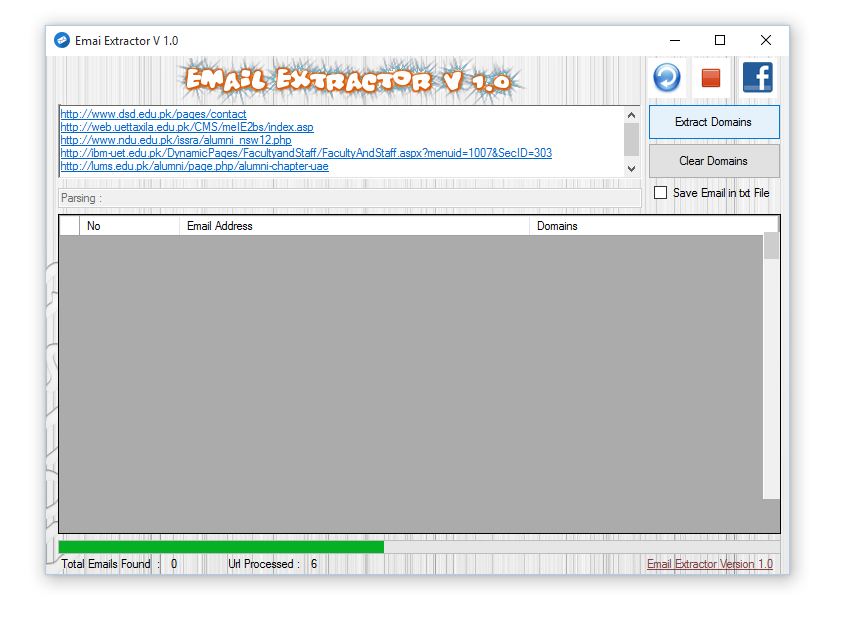 Emai Extractor V 1.0
EMAIL EXTRACTOR V 1.0
http://www.dsd.edu.pk/pages/contact
http://web.uettaxila.edu.pk/CMS/meIE2bs/index.asp
http://www.ndu.edu.pk/issra/alumni_nsw12.php
http://ibm-uet.edu.pk/DynamicPages/FacultyandStaff/FacultyAndStaff.aspx?menuid=1007&SecID=303
http://lums.edu.pk/alumni/page.php/alumni-chapter-uae
Extract Domains
Clear Domains
Parsing :
Save Email in txt File
No Email Address Domains
Total Emails Found : 0 Url Processed : 6 Email Extractor Version 1.0